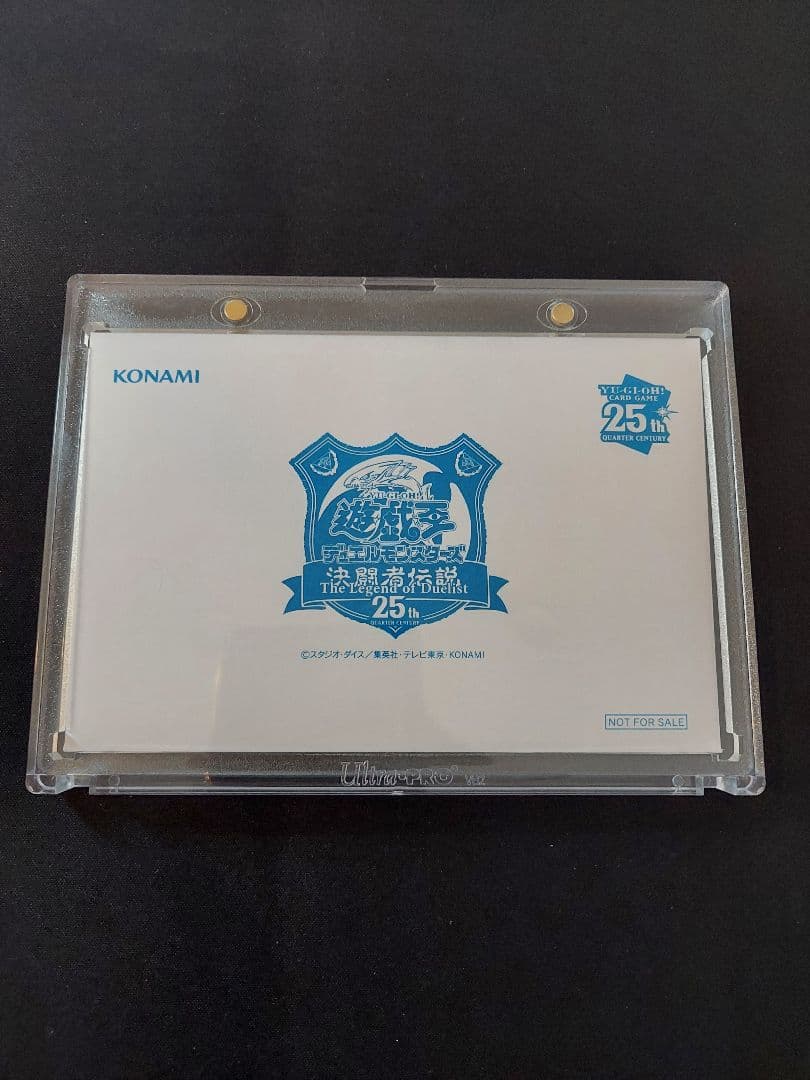 KONAMI
YU-GI-OH!
CARD GAME
25th
QUARTER CENTURY
YU-GI-OH!
遊戯王
デュエルモンスターズ
決闘者伝説
The Legend of Duelist
25th
QUARTER CENTURY
©スタジオ・ダイス／集英社・テレビ東京・KONAMI
NOT FOR SALE
Ultra•PRO